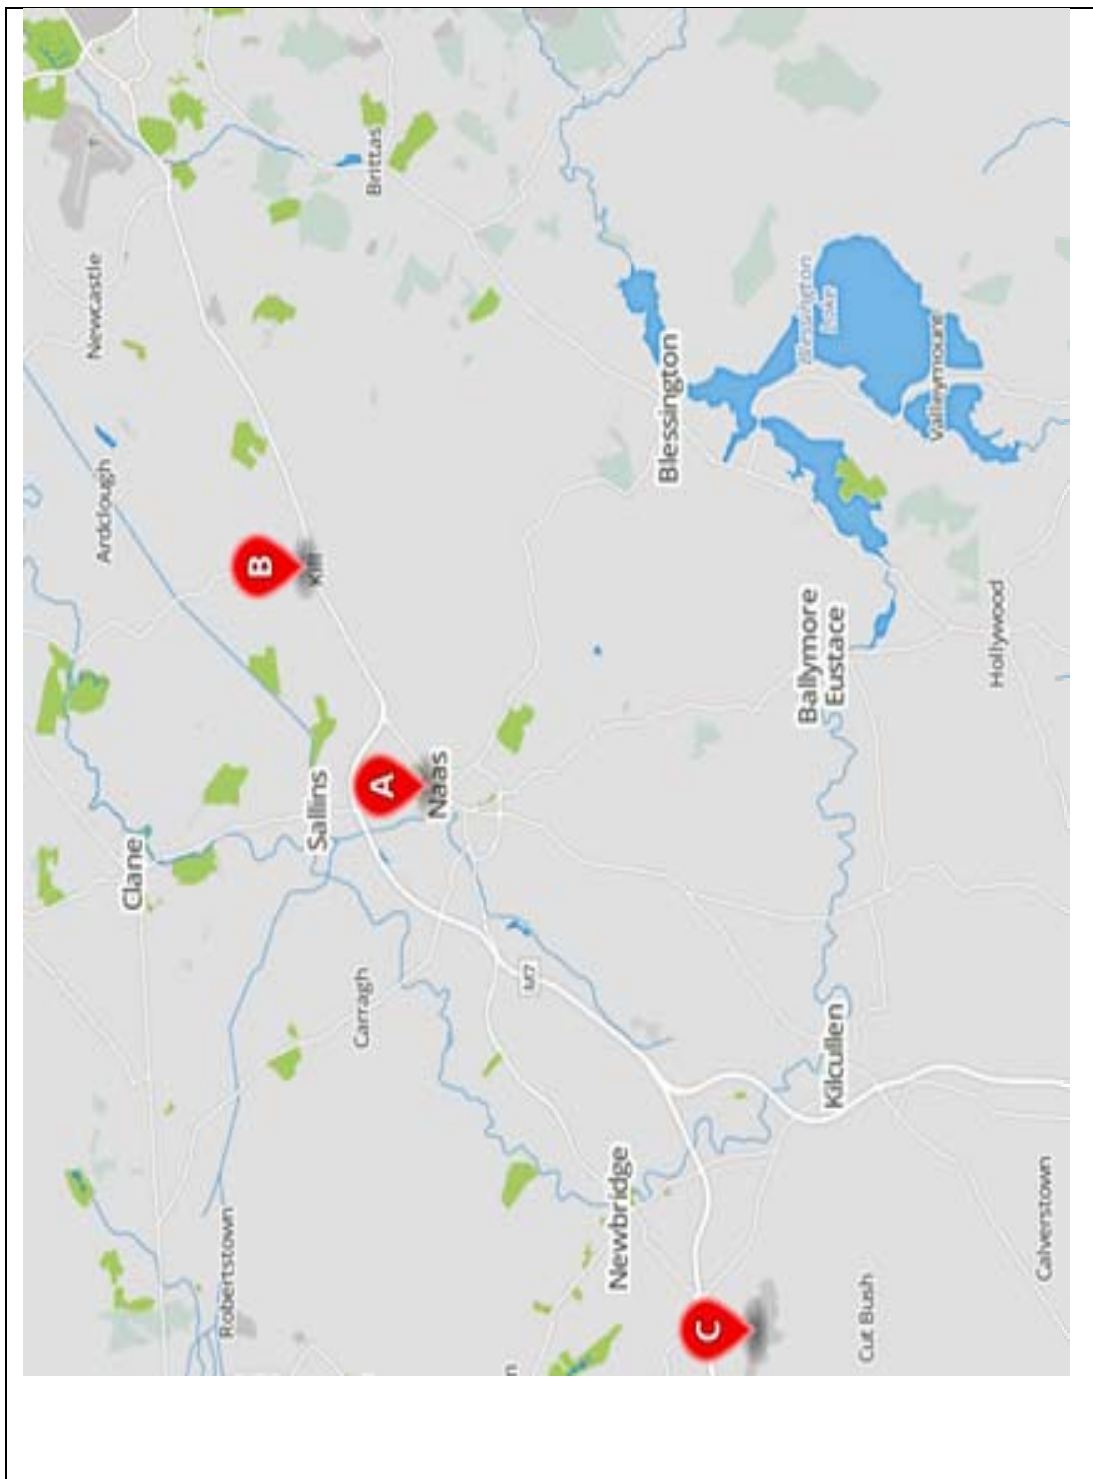 Newcastle
Ardclough
Clane
Robertstown
B
Kill
Sallins
Carragh
Brittas
A
Naas
n
M7
Newbridge
Blessington
C
Blessington
Lake
Ballymore
Eustace
Kilcullen
Cut Bush
Valleymount
Hollywood
Calverstown